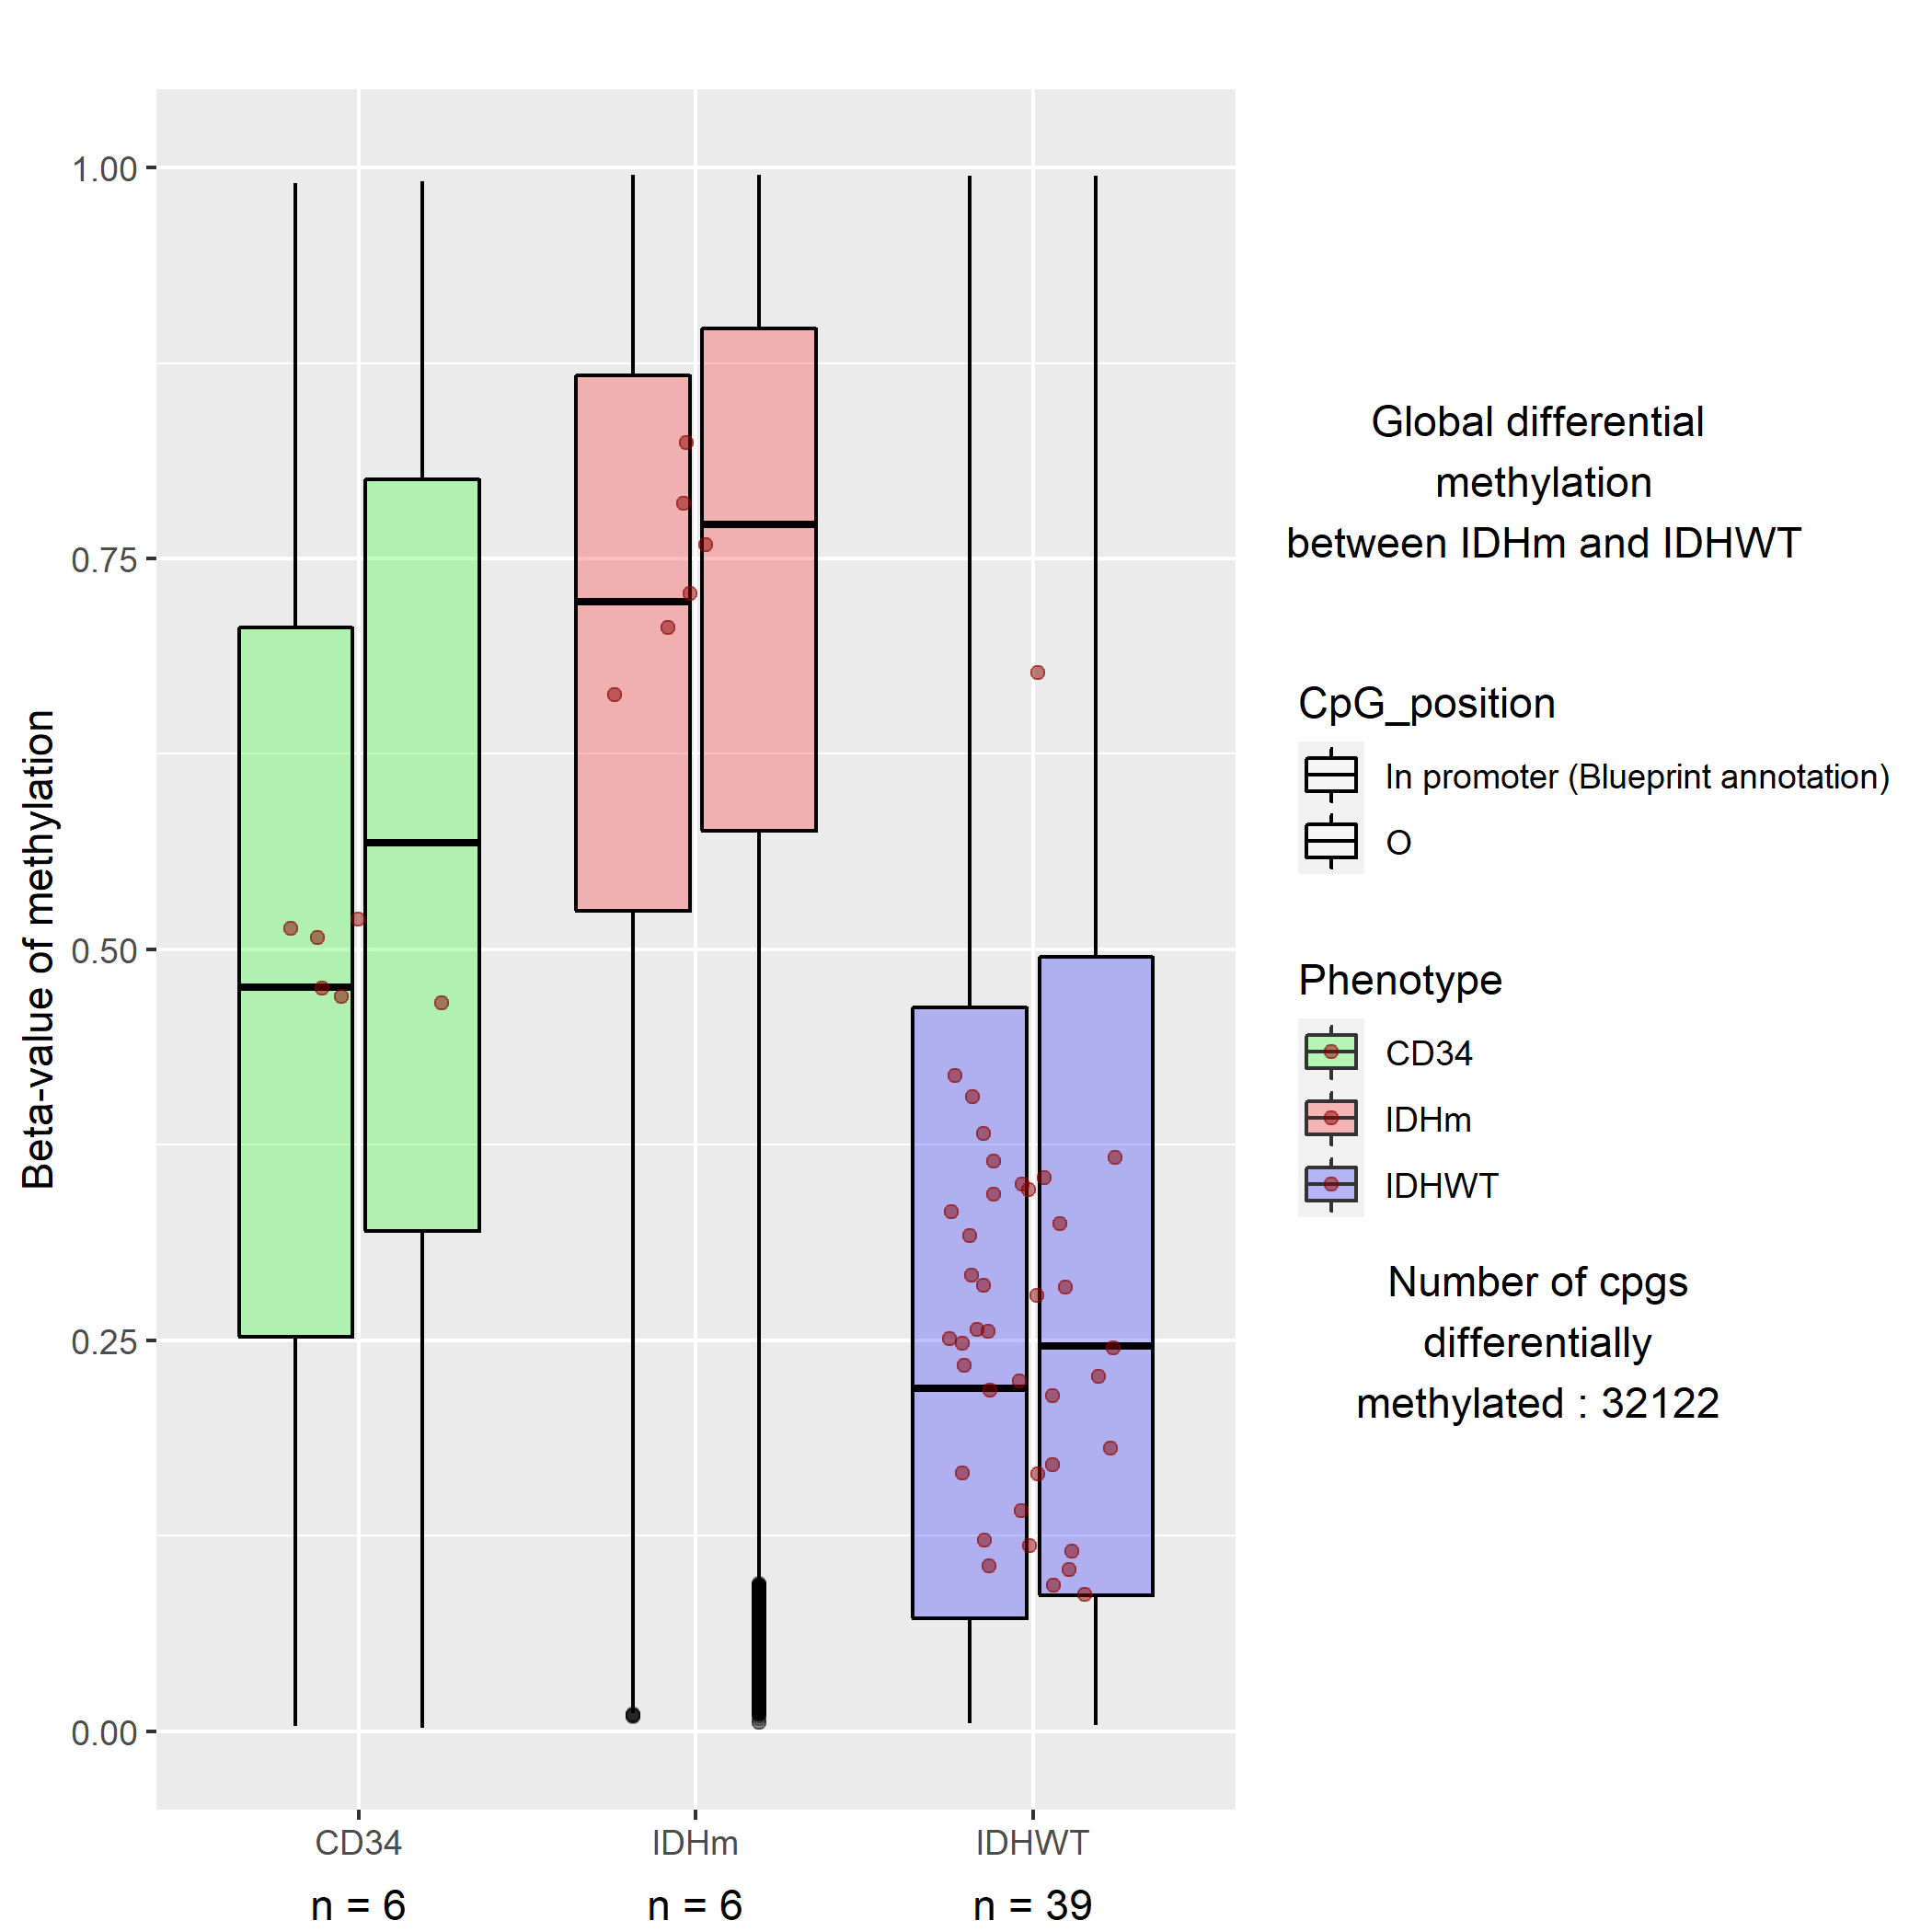 1.00
0.75
0.50
0.25
0.00
Beta-value of methylation
CD34
IDHm
IDHWT
n = 6
n = 6
n = 39
Global differential
methylation
between IDHm and IDHWT
CpG_position
In promoter (Blueprint annotation)
O
Phenotype
CD34
IDHm
IDHWT
Number of cpgs
differentially
methylated : 32122